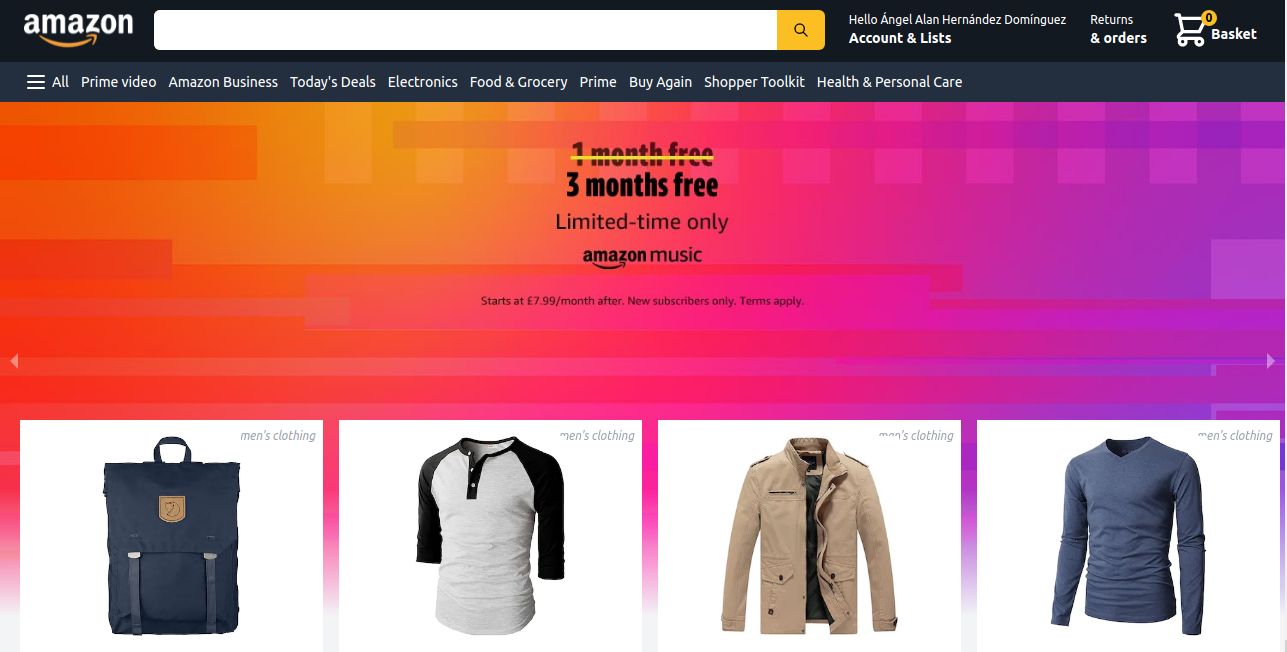 amazon
Hello Ángel Alan Hernández Domínguez
Account & Lists
Returns
& orders
0
Basket
All Prime video Amazon Business Today's Deals Electronics Food & Grocery Prime Buy Again Shopper Toolkit Health & Personal Care
1 month free
3 months free
Limited-time only
amazon music
Starts at £7.99/month after. New subscribers only. Terms apply.
men's clothing
men's clothing
men's clothing
men's clothing